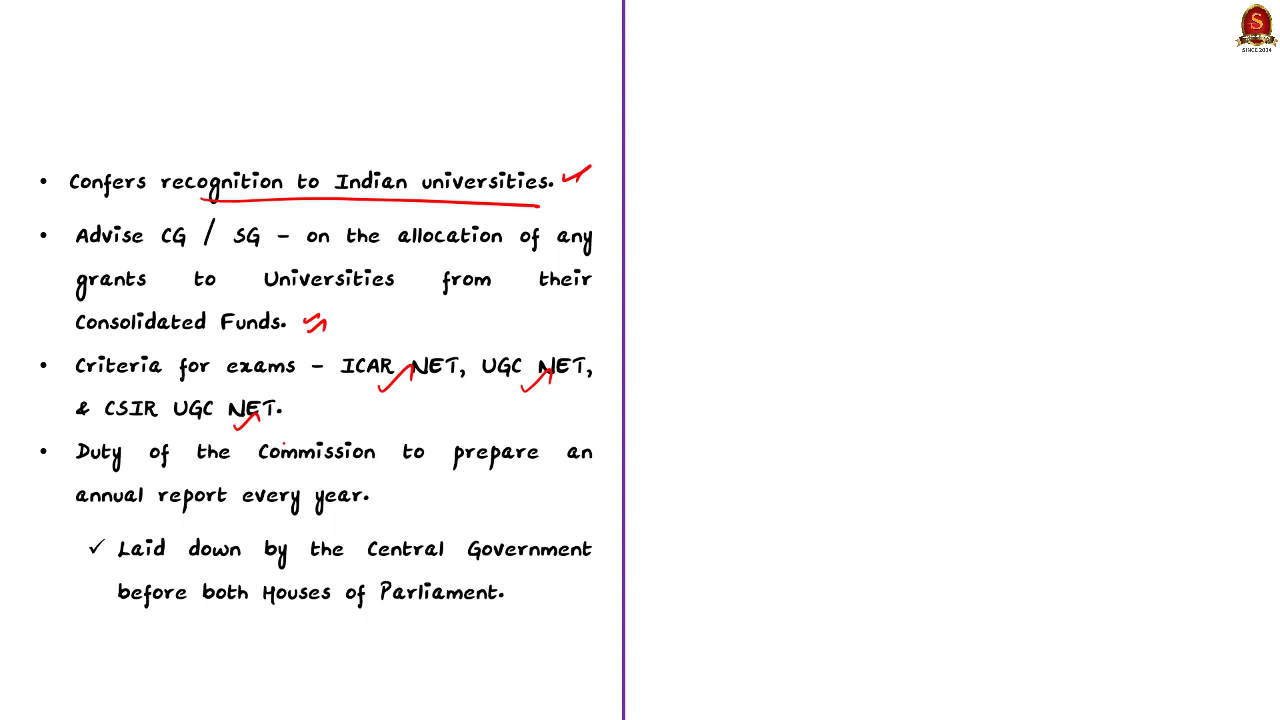 • Confers recognition to Indian universities.
• Advise CG / SG – on the allocation of any
grants to Universities from their
Consolidated Funds.
• Criteria for exams – ICAR NET, UGC NET,
& CSIR UGC NET.
• Duty of the Commission to prepare an
annual report every year.
✓ Laid down by the Central Government
before both Houses of Parliament.
S
SINCE 2004